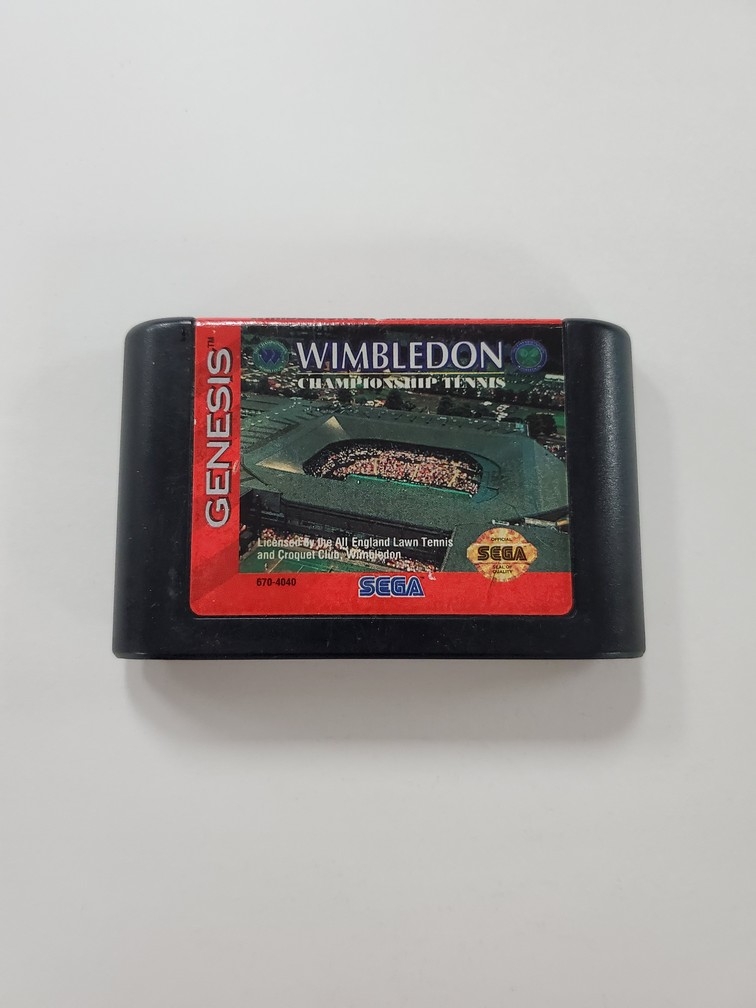 GENESIS™
WIMBLEDON
CHAMPIONSHIP TENNIS
Licensed by the All England Lawn Tennis
and Croquet Club, Wimbledon
OFFICIAL
SEGA
SEAL OF
QUALITY
670-4040
SEGA